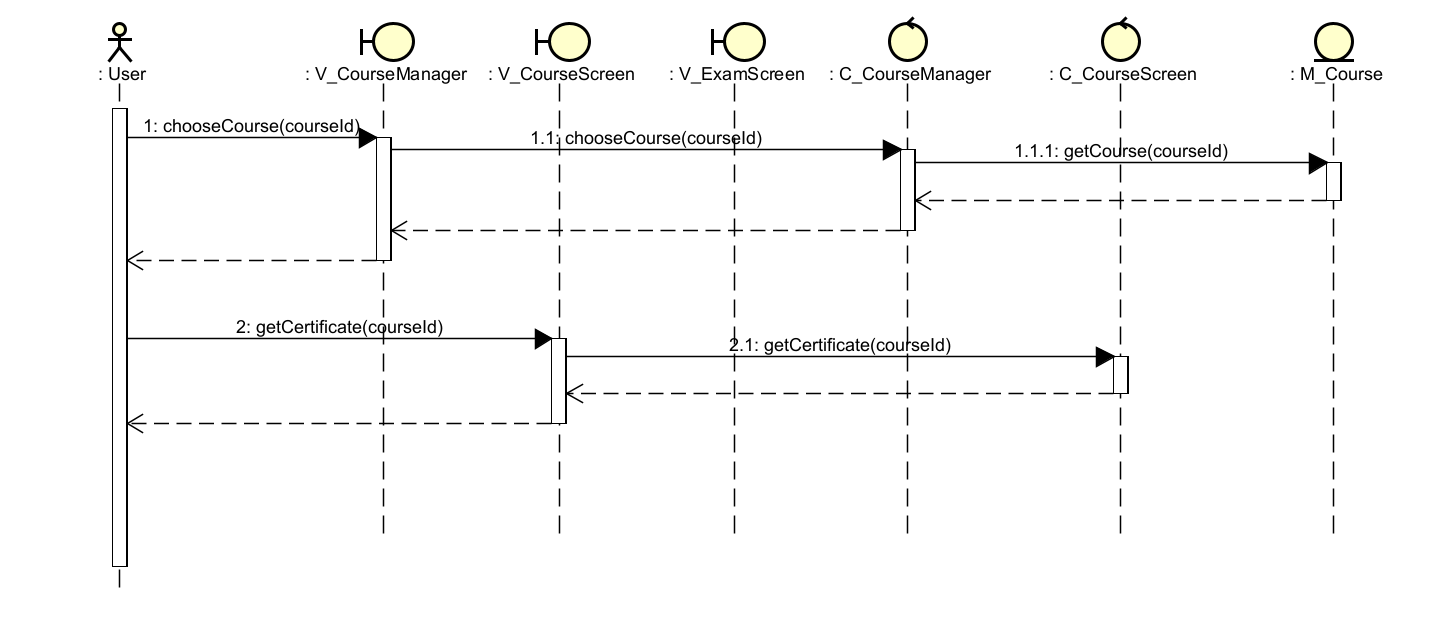 : User
: V_CourseManager
: V_CourseScreen
: V_ExamScreen
: C_CourseManager
: C_CourseScreen
: M_Course
1: chooseCourse(courseId)
1.1: chooseCourse(courseId)
1.1.1: getCourse(courseId)
2: getCertificate(courseId)
2.1: getCertificate(courseId)